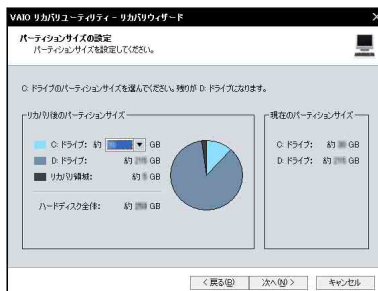 VAIO リカバリユーティリティ - リカバリウィザード
パーティションサイズの設定
パーティションサイズを設定してください。
C: ドライブのパーティションサイズを選んでください。残りが D: ドライブになります。
リカバリ後のパーティションサイズ
C: ドライブ: 約 GB
D: ドライブ: 約 GB
リカバリ領域: 約 GB
ハードディスク全体: 約 GB
現在のパーティションサイズ
C: ドライブ: 約 GB
D: ドライブ: 約 GB
< 戻る(B) 次へ(N) > キャンセル